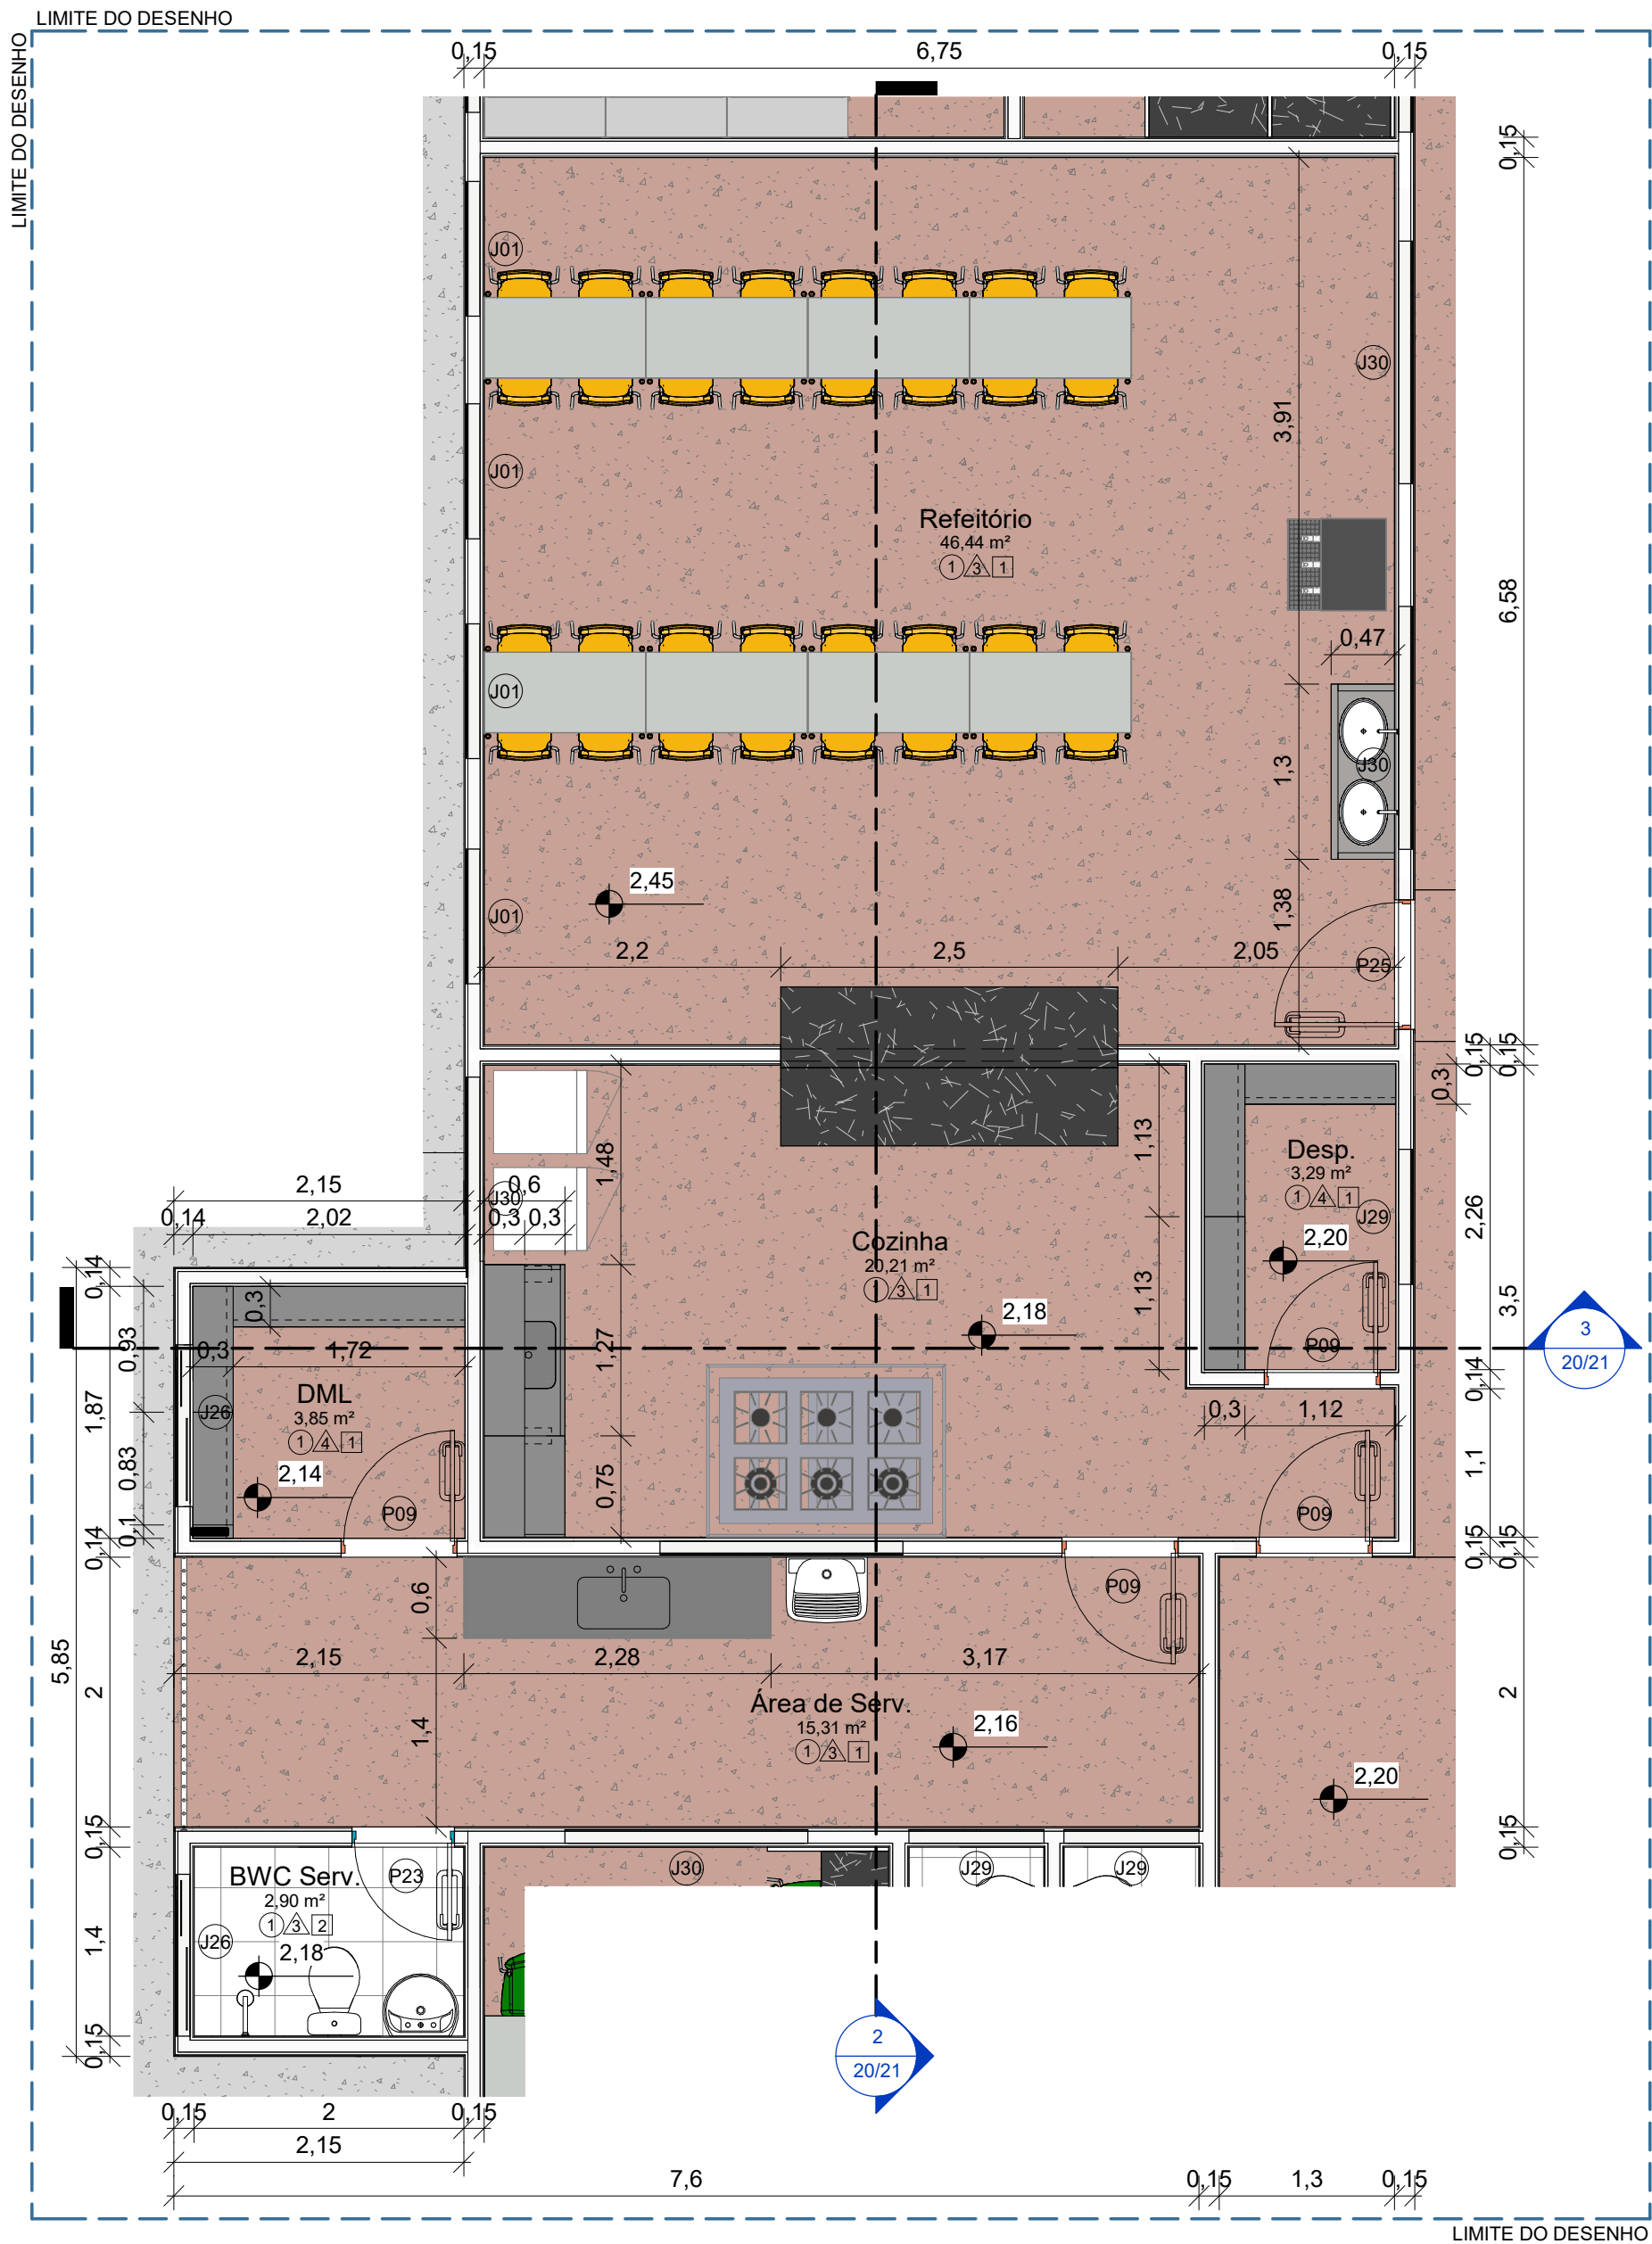 LIMITE DO DESENHO
LIMITE DO DESENHO
0,15
6,75
0,15
0,15
J01
J30
3,91
J01
Refeitório
46,44 m²
1 3 1
6,58
0,47
J01
J30
1,3
2,45
J01
1,38
2,2
2,5
2,05
P25
0,15
0,15
0,3
1,48
1,13
Desp.
3,29 m²
1 4 1
J29
2,20
2,26
2,15
0,14
2,02
J30
0,6
0,3
0,3
Cozinha
20,21 m²
1 3 1
2,18
1,13
3,5
0,14
0,3
0,93
0,3
1,72
1,27
P09
3
20/21
0,14
DML
3,85 m²
1 4 1
J26
2,14
1,87
0,83
0,1
0,14
P09
0,75
0,3
1,12
1,1
P09
0,15
0,15
0,6
P09
5,85
2
2,15
2,28
3,17
2
1,4
Área de Serv.
15,31 m²
1 3 1
2,16
2,20
0,15
0,15
BWC Serv.
2,90 m²
1 3 2
P23
J30
J29
J29
J26
2,18
1,4
0,15
2
20/21
0,15
2
0,15
2,15
7,6
0,15
1,3
0,15
LIMITE DO DESENHO